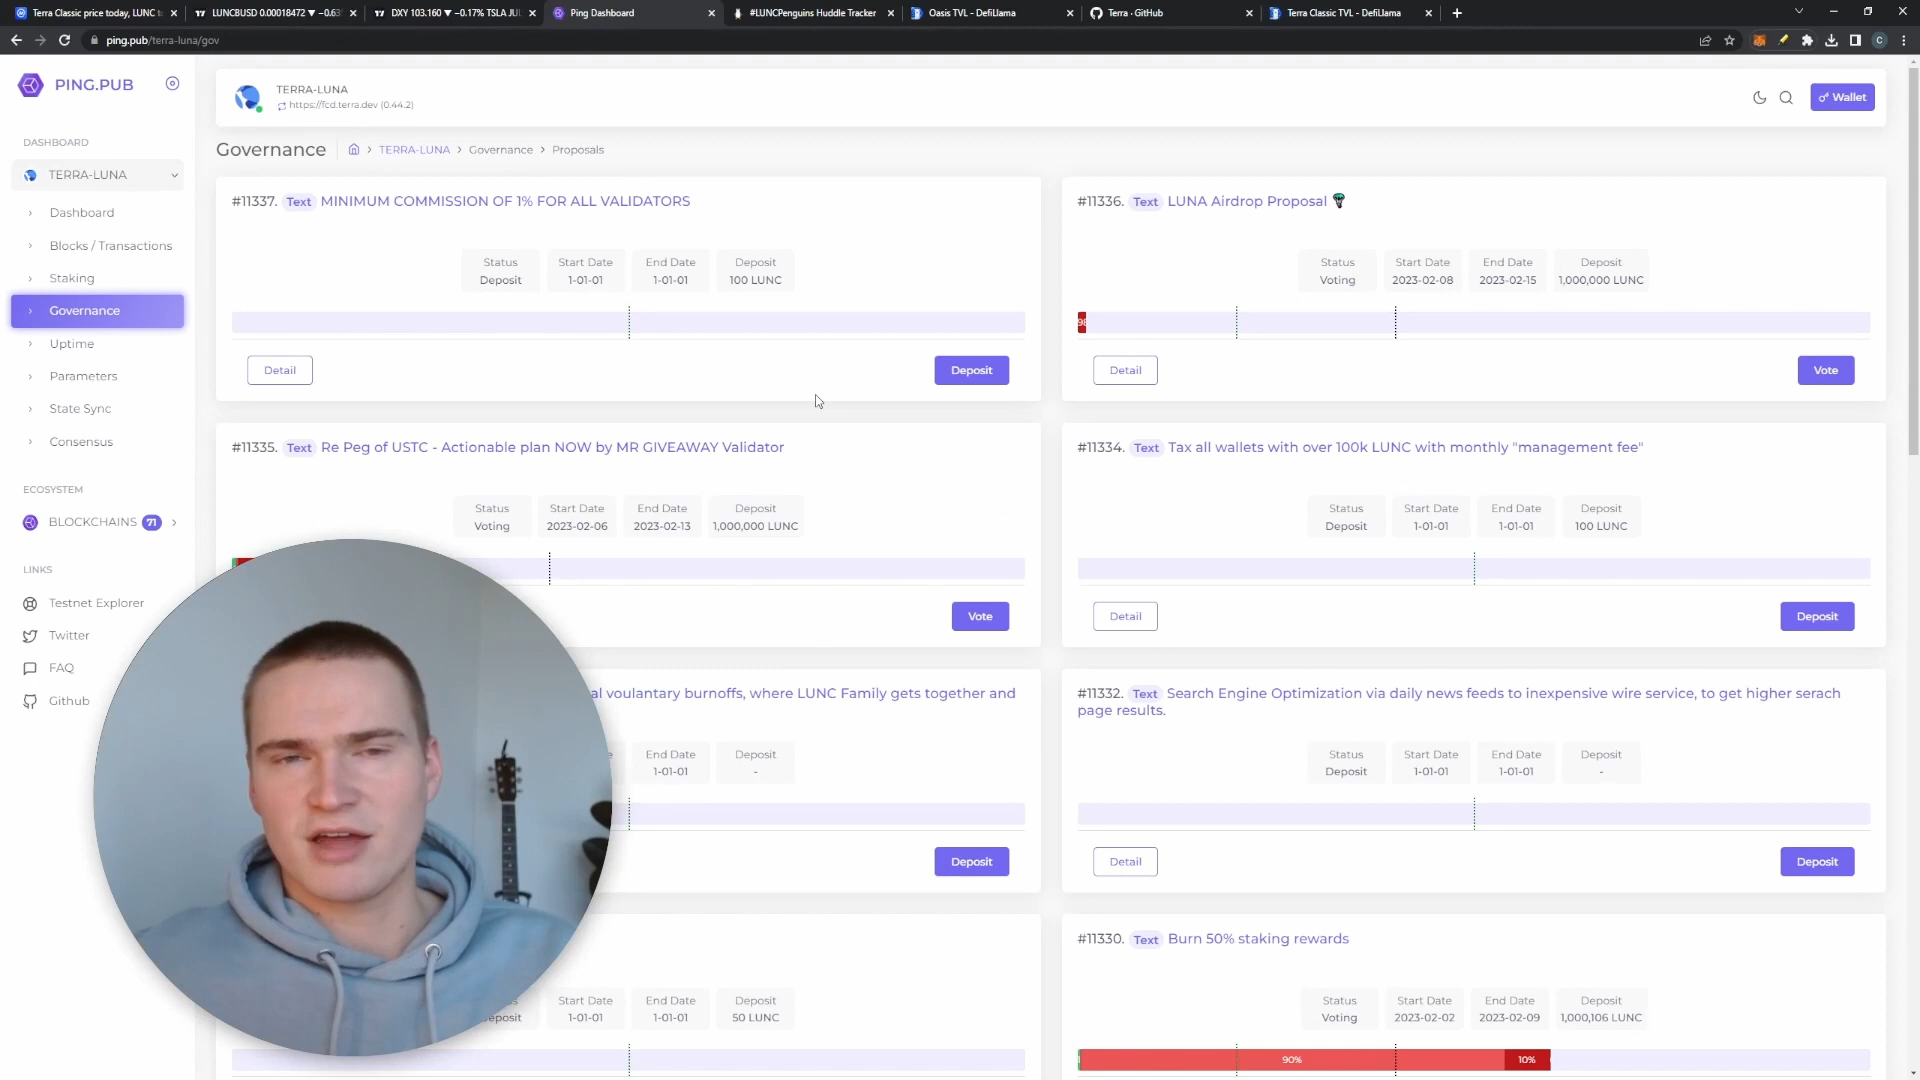 Terra Classic price today, LUNC t
LUNCBUSD 0.00018472 ▼ −0.63
DXY 103.160 ▼ −0.17% TSLA JUL
Ping Dashboard
#LUNCPenguins Huddle Tracker
Oasis TVL - DefiLlama
Terra · GitHub
Terra Classic TVL - DefiLlama
ping.pub/terra-luna/gov
PING.PUB
TERRA-LUNA
https://fcd.terra.dev (0.44.2)
Wallet
DASHBOARD
TERRA-LUNA
Dashboard
Blocks / Transactions
Staking
Governance
Uptime
Parameters
State Sync
Consensus
ECOSYSTEM
BLOCKCHAINS 71
LINKS
Testnet Explorer
Twitter
FAQ
Github
Governance
TERRA-LUNA > Governance > Proposals
#11337. Text MINIMUM COMMISSION OF 1% FOR ALL VALIDATORS
Status Start Date End Date Deposit
Deposit 1-01-01 1-01-01 100 LUNC
Detail Deposit
#11336. Text LUNA Airdrop Proposal
Status Start Date End Date Deposit
Voting 2023-02-08 2023-02-15 1,000,000 LUNC
Detail Vote
#11335. Text Re Peg of USTC - Actionable plan NOW by MR GIVEAWAY Validator
Status Start Date End Date Deposit
Voting 2023-02-06 2023-02-13 1,000,000 LUNC
Vote
#11334. Text Tax all wallets with over 100k LUNC with monthly "management fee"
Status Start Date End Date Deposit
Deposit 1-01-01 1-01-01 100 LUNC
Detail Deposit
al voulantary burnoffs, where LUNC Family gets together and
End Date Deposit
1-01-01 -
Deposit
#11332. Text Search Engine Optimization via daily news feeds to inexpensive wire service, to get higher serach
page results.
Status Start Date End Date Deposit
Deposit 1-01-01 1-01-01 -
Detail Deposit
Start Date End Date Deposit
eposit 1-01-01 1-01-01 50 LUNC
#11330. Text Burn 50% staking rewards
Status Start Date End Date Deposit
Voting 2023-02-02 2023-02-09 1,000,106 LUNC
90% 10%